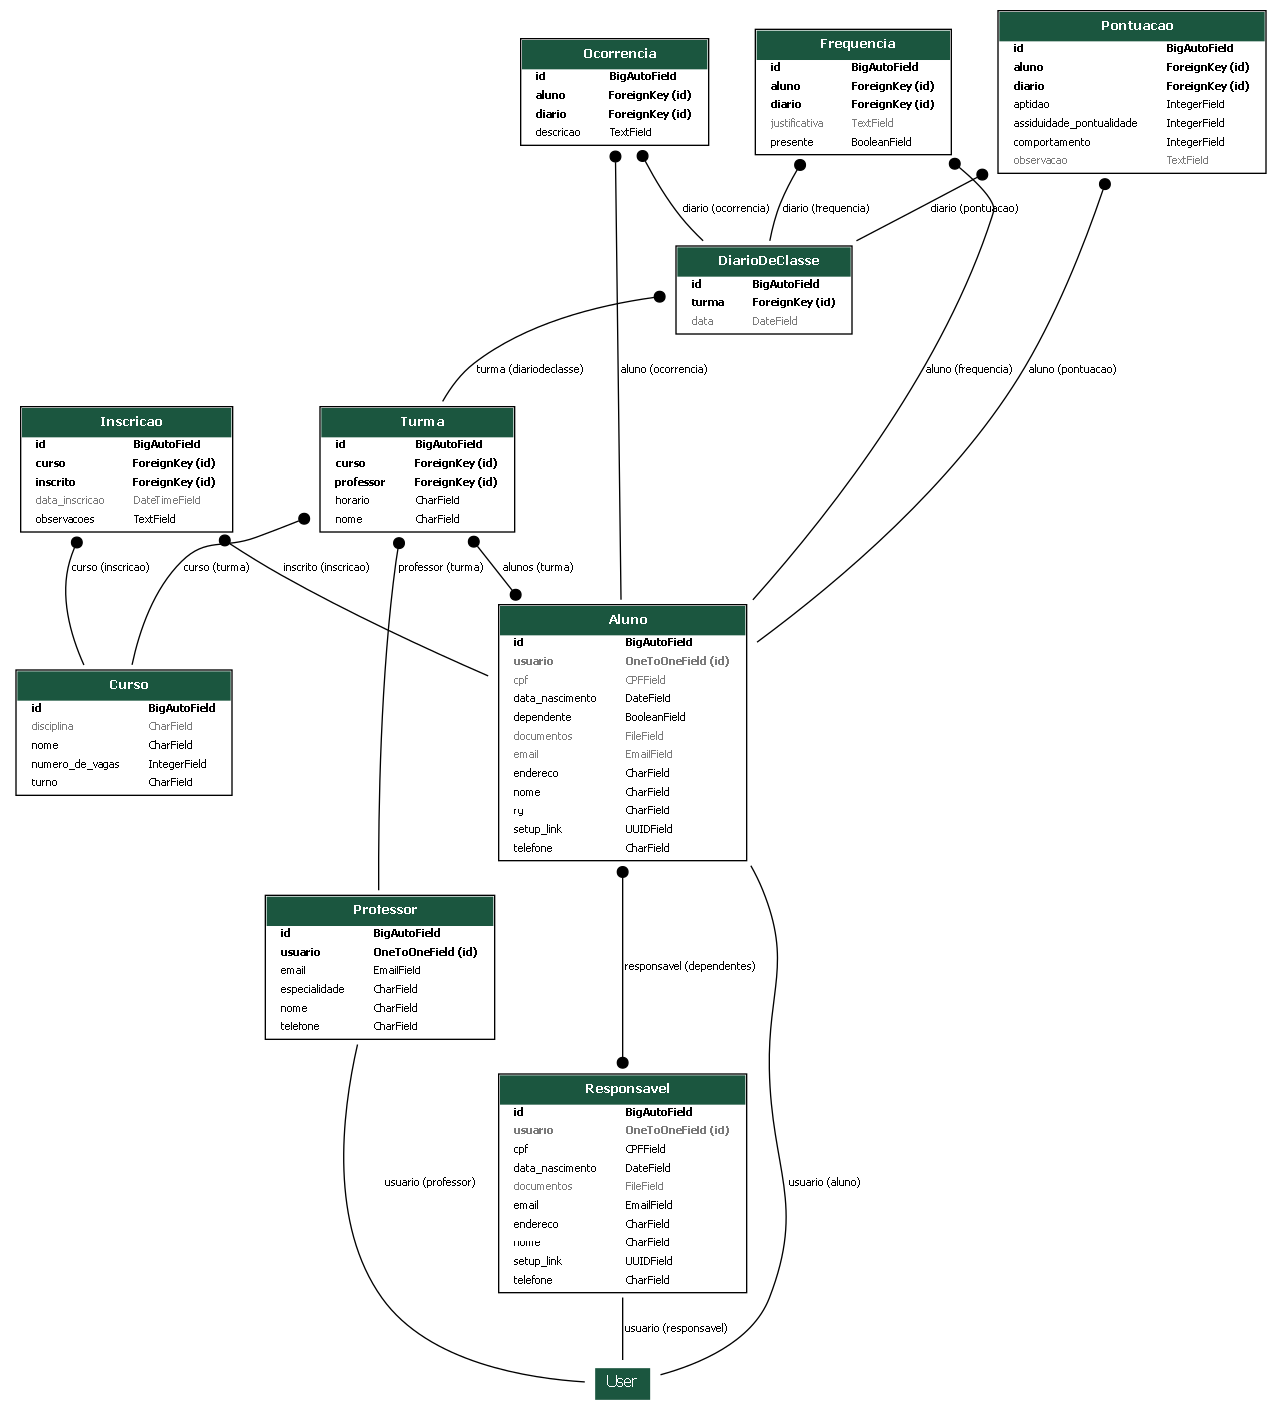 Ocorrencia
id BigAutoField
aluno ForeignKey (id)
diario ForeignKey (id)
descricao TextField
Frequencia
id BigAutoField
aluno ForeignKey (id)
diario ForeignKey (id)
justificativa TextField
presente BooleanField
Pontuacao
id BigAutoField
aluno ForeignKey (id)
diario ForeignKey (id)
aptidao IntegerField
assiduidade_pontualidade IntegerField
comportamento IntegerField
observacao TextField
diario (ocorrencia)
diario (frequencia)
diario (pontuacao)
DiarioDeClasse
id BigAutoField
turma ForeignKey (id)
data DateField
turma (diariodeclasse)
aluno (ocorrencia)
aluno (frequencia)
aluno (pontuacao)
Inscricao
id BigAutoField
curso ForeignKey (id)
inscrito ForeignKey (id)
data_inscricao DateTimeField
observacoes TextField
Turma
id BigAutoField
curso ForeignKey (id)
professor ForeignKey (id)
horario CharField
nome CharField
curso (inscricao)
curso (turma)
inscrito (inscricao)
professor (turma)
alunos (turma)
Aluno
id BigAutoField
usuario OneToOneField (id)
cpf CPFField
data_nascimento DateField
dependente BooleanField
documentos FileField
email EmailField
endereco CharField
nome CharField
rg CharField
setup_link UUIDField
telefone CharField
Curso
id BigAutoField
disciplina CharField
nome CharField
numero_de_vagas IntegerField
turno CharField
Professor
id BigAutoField
usuario OneToOneField (id)
email EmailField
especialidade CharField
nome CharField
telefone CharField
responsavel (dependentes)
Responsavel
id BigAutoField
usuario OneToOneField (id)
cpf CPFField
data_nascimento DateField
documentos FileField
email EmailField
endereco CharField
nome CharField
setup_link UUIDField
telefone CharField
usuario (professor)
usuario (aluno)
usuario (responsavel)
User